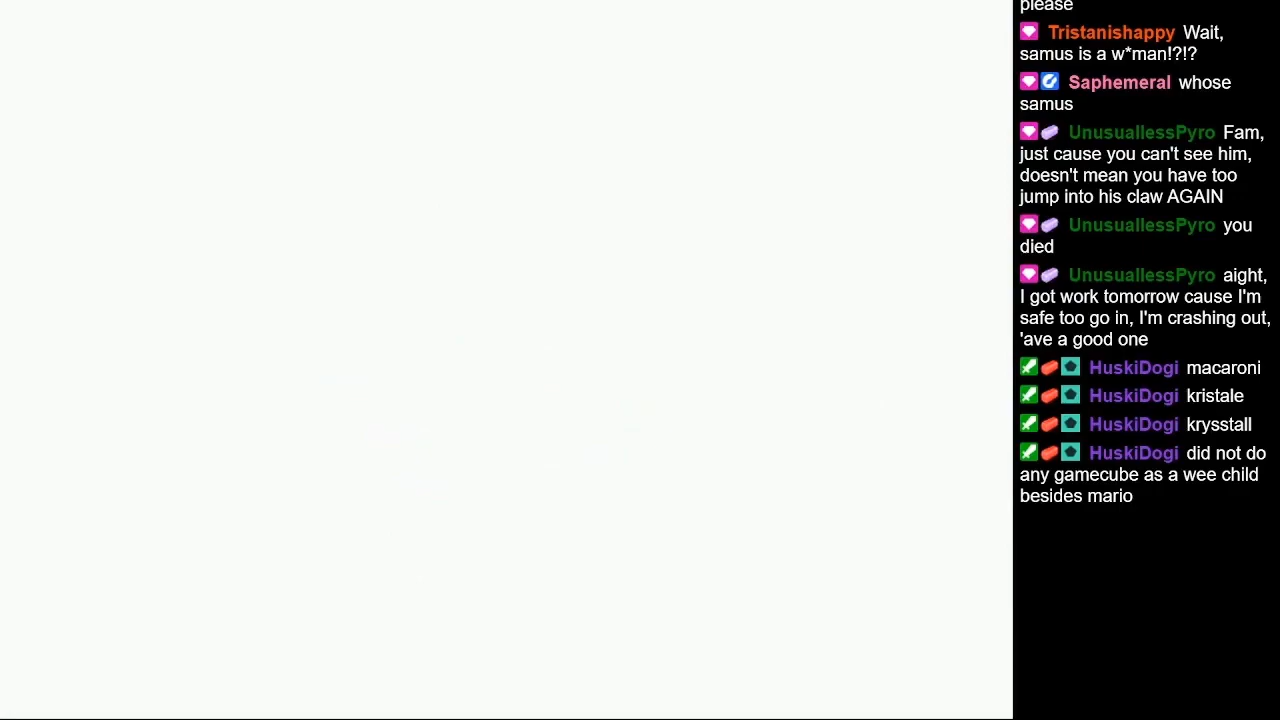 please
Tristanishappy Wait,
samus is a w*man!?!?
Saphemeral whose
samus
UnusuallessPyro Fam,
just cause you can't see him,
doesn't mean you have too
jump into his claw AGAIN
UnusuallessPyro you
died
UnusuallessPyro aight,
I got work tomorrow cause I'm
safe too go in, I'm crashing out,
'ave a good one
HuskiDogi macaroni
HuskiDogi kristale
HuskiDogi krysstall
HuskiDogi did not do
any gamecube as a wee child
besides mario